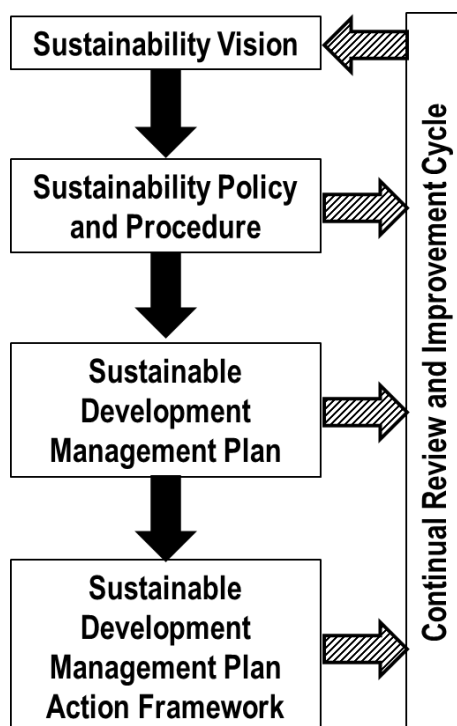 Sustainability Vision
Sustainability Policy
and Procedure
Sustainable
Development
Management Plan
Sustainable
Development
Management Plan
Action Framework
Continual Review and Improvement Cycle